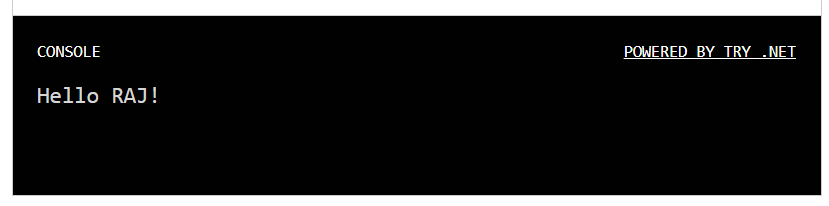 CONSOLE
POWERED BY TRY .NET
Hello RAJ!